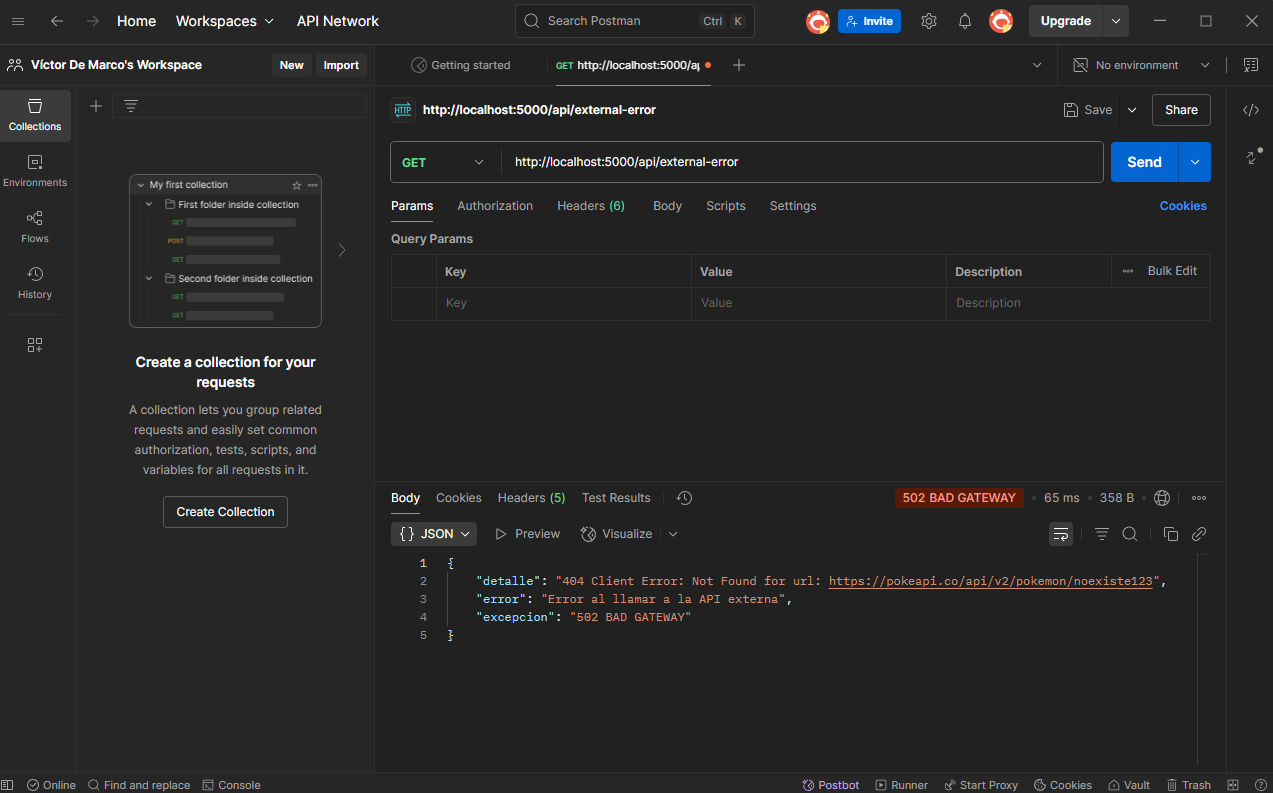 Home Workspaces API Network Search Postman Ctrl K Invite Upgrade
Víctor De Marco's Workspace New Import
Getting started GET http://localhost:5000/ap No environment
Collections
Environments
Flows
History
My first collection
First folder inside collection
GET
POST
GET
Second folder inside collection
GET
GET
Create a collection for your
requests
A collection lets you group related
requests and easily set common
authorization, tests, scripts, and
variables for all requests in it.
Create Collection
HTTP http://localhost:5000/api/external-error Save Share
GET http://localhost:5000/api/external-error Send
Params Authorization Headers (6) Body Scripts Settings Cookies
Query Params
Key Value Description Bulk Edit
Key Value Description
Body Cookies Headers (5) Test Results 502 BAD GATEWAY 65 ms 358 B
{} JSON Preview Visualize
1 {
2 "detalle": "404 Client Error: Not Found for url: https://pokeapi.co/api/v2/pokemon/noexiste123",
3 "error": "Error al llamar a la API externa",
4 "excepcion": "502 BAD GATEWAY"
5 }
Online Find and replace Console Postbot Runner Start Proxy Cookies Vault Trash